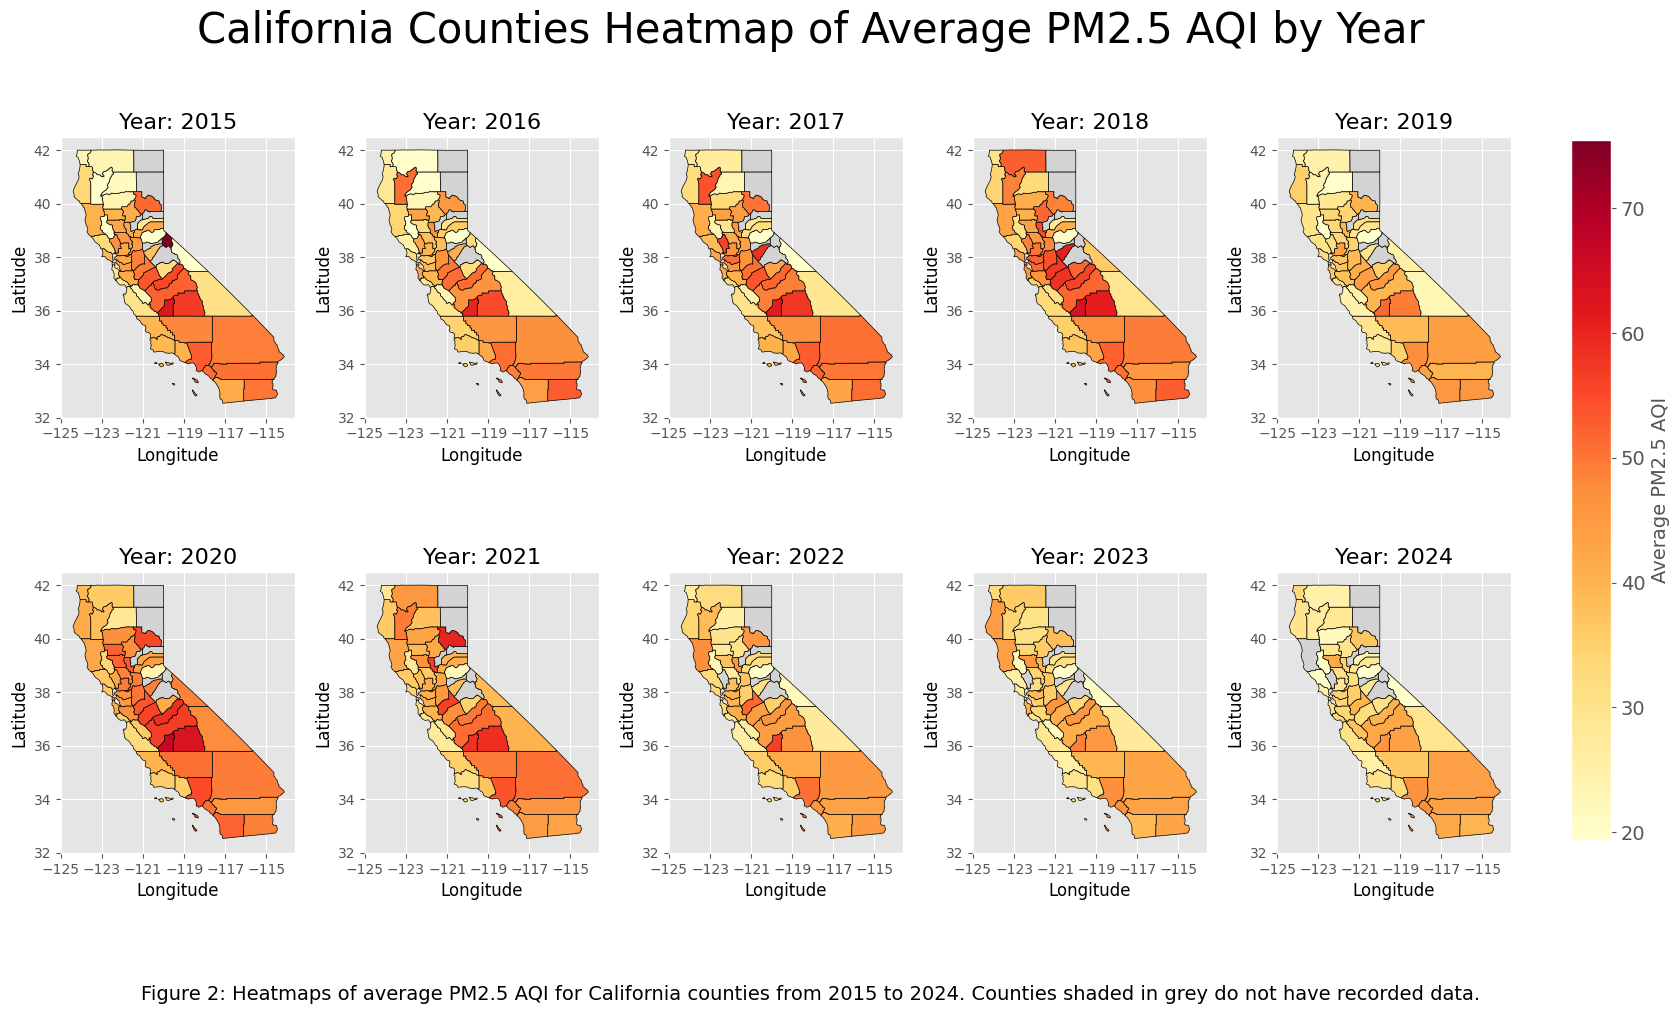 California Counties Heatmap of Average PM2.5 AQI by Year
Year: 2015
Year: 2016
Year: 2017
Year: 2018
Year: 2019
42
40
38
36
34
32
Latitude
−125 −123 −121 −119 −117 −115
Longitude
42
40
38
36
34
32
Latitude
−125 −123 −121 −119 −117 −115
Longitude
42
40
38
36
34
32
Latitude
−125 −123 −121 −119 −117 −115
Longitude
42
40
38
36
34
32
Latitude
−125 −123 −121 −119 −117 −115
Longitude
42
40
38
36
34
32
Latitude
−125 −123 −121 −119 −117 −115
Longitude
Year: 2020
Year: 2021
Year: 2022
Year: 2023
Year: 2024
42
40
38
36
34
32
Latitude
−125 −123 −121 −119 −117 −115
Longitude
42
40
38
36
34
32
Latitude
−125 −123 −121 −119 −117 −115
Longitude
42
40
38
36
34
32
Latitude
−125 −123 −121 −119 −117 −115
Longitude
42
40
38
36
34
32
Latitude
−125 −123 −121 −119 −117 −115
Longitude
42
40
38
36
34
32
Latitude
−125 −123 −121 −119 −117 −115
Longitude
70
60
50
40
30
20
Average PM2.5 AQI
Figure 2: Heatmaps of average PM2.5 AQI for California counties from 2015 to 2024. Counties shaded in grey do not have recorded data.